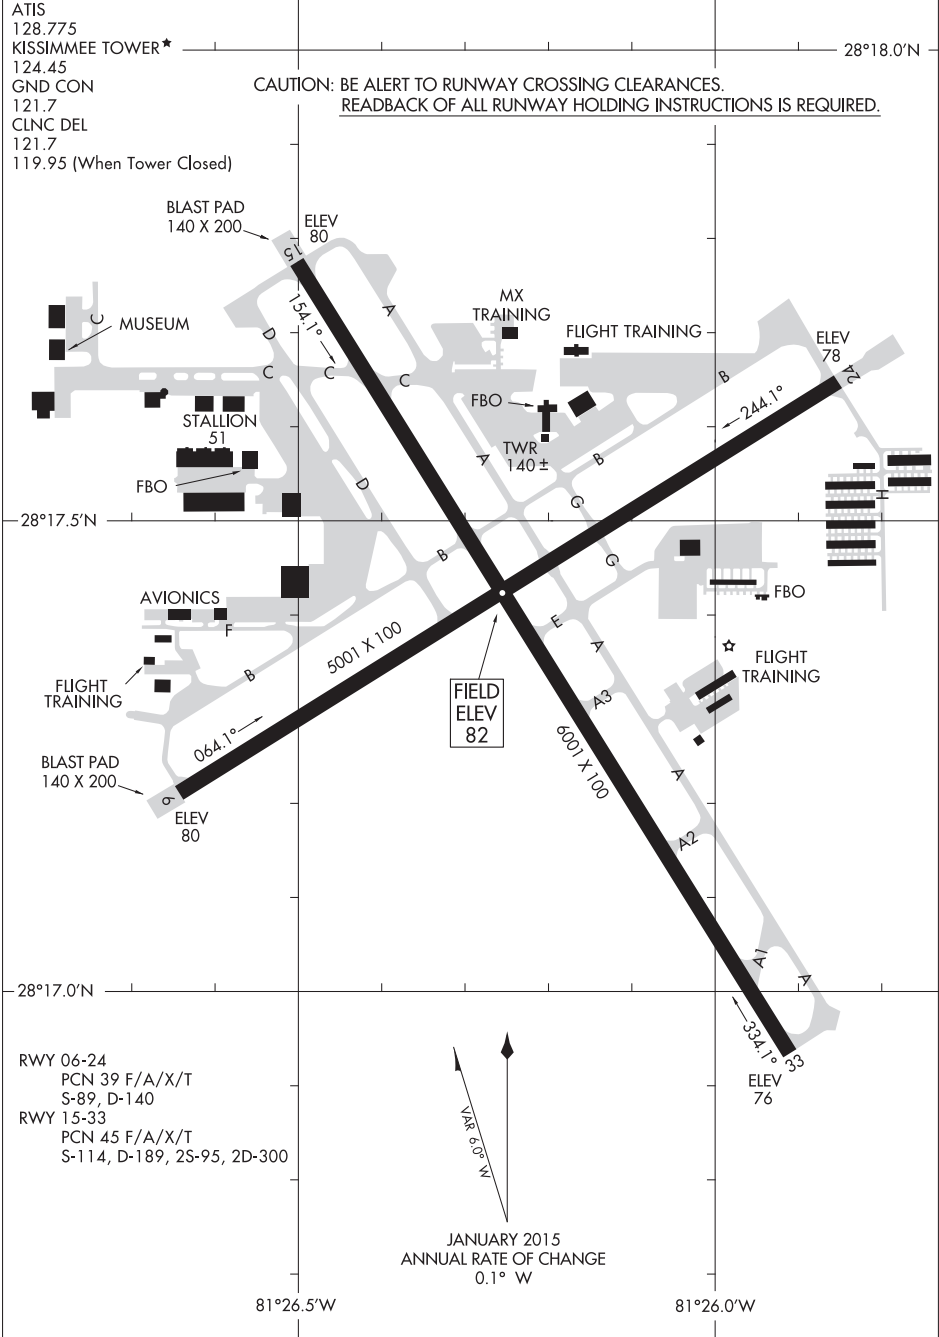 ATIS
128.775
KISSIMMEE TOWER★
124.45
GND CON
121.7
CLNC DEL
121.7
119.95 (When Tower Closed)
28°18.0'N
CAUTION: BE ALERT TO RUNWAY CROSSING CLEARANCES.
READBACK OF ALL RUNWAY HOLDING INSTRUCTIONS IS REQUIRED.
BLAST PAD
140 X 200
ELEV
80
15
154.1°
A
D
C
C
C
C
MUSEUM
MX
TRAINING
FLIGHT TRAINING
ELEV
78
24
244.1°
B
FBO
TWR
140 ±
STALLION
51
FBO
A
B
D
G
H
28°17.5'N
B
G
AVIONICS
F
FBO
E
A
5001 X 100
B
FLIGHT
TRAINING
FLIGHT
TRAINING
FIELD
ELEV
82
A3
064.1°
6001 X 100
A
BLAST PAD
140 X 200
6
ELEV
80
A2
A1
A
28°17.0'N
334.1°
33
ELEV
76
RWY 06-24
PCN 39 F/A/X/T
S-89, D-140
RWY 15-33
PCN 45 F/A/X/T
S-114, D-189, 2S-95, 2D-300
VAR 6.0° W
JANUARY 2015
ANNUAL RATE OF CHANGE
0.1° W
81°26.5'W
81°26.0'W